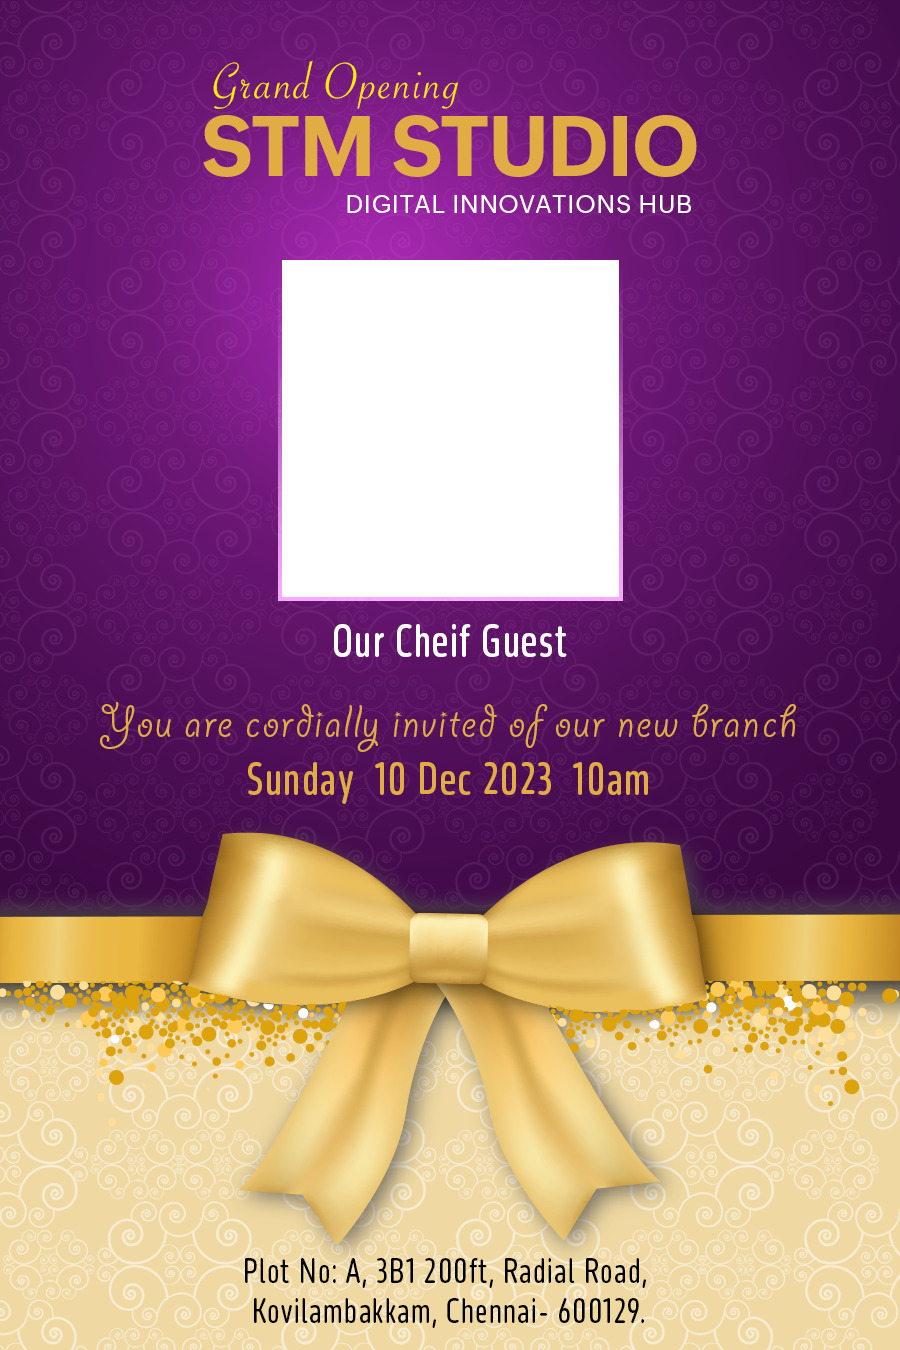 Grand Opening
STM STUDIO
DIGITAL INNOVATIONS HUB
Our Cheif Guest
You are cordially invited of our new branch
Sunday 10 Dec 2023 10am
Plot No: A, 3B1 200ft, Radial Road,
Kovilambakkam, Chennai- 600129.